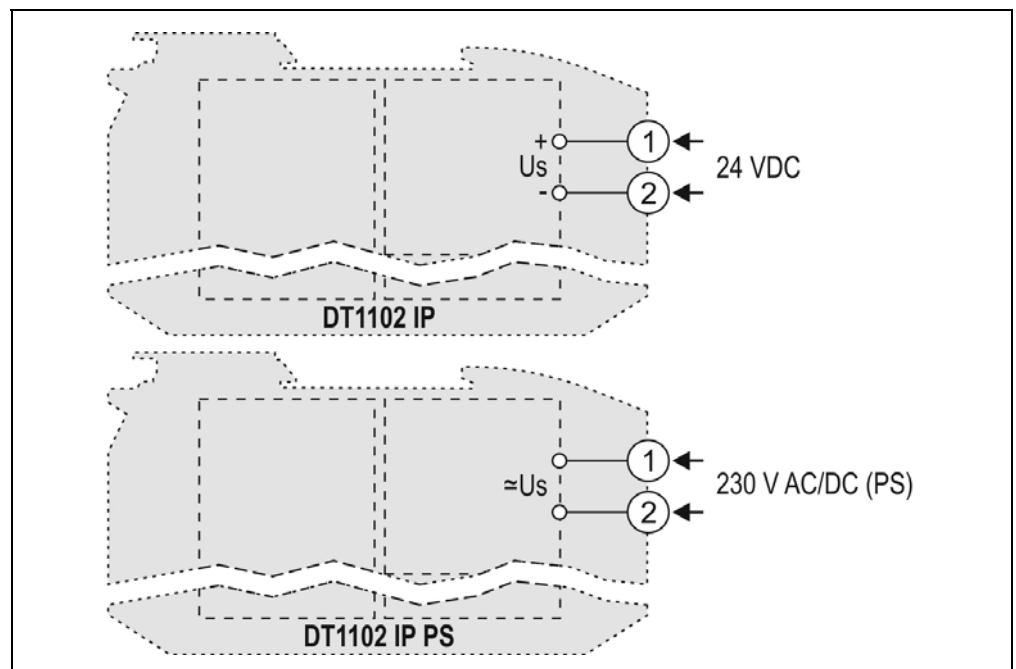 +
Us
-
1
2
24 VDC
DT1102 IP
≃Us
1
2
230 V AC/DC (PS)
DT1102 IP PS